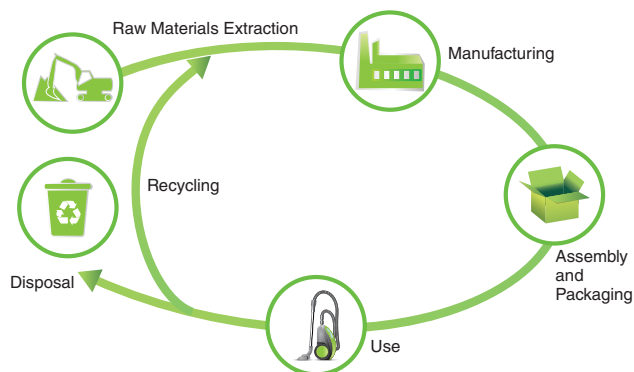 Raw Materials Extraction
Manufacturing
Recycling
Assembly
and
Packaging
Disposal
Use